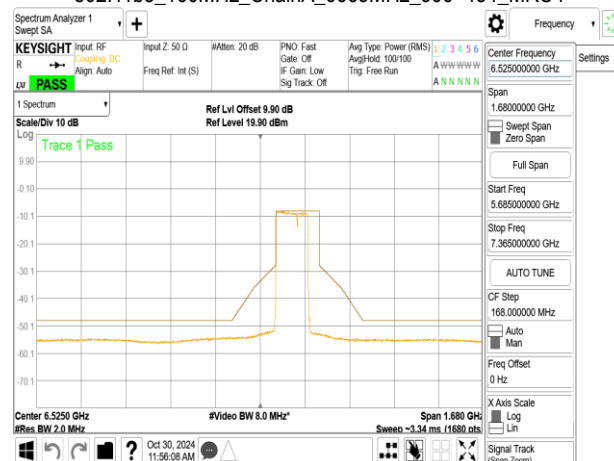 Spectrum Analyzer 1
Swept SA
Frequency
Settings
KEYSIGHT
R
LXI
PASS
Input: RF
Coupling: DC
Align: Auto
Input Z: 50 Ω
Freq Ref: Int (S)
#Atten: 20 dB
PNO: Fast
Gate: Off
IF Gain: Low
Sig Track: Off
Avg Type: Power (RMS)
Avg|Hold: 100/100
Trig: Free Run
1 2 3 4 5 6
A W W W W W
A N N N N N
1 Spectrum
Scale/Div 10 dB
Ref Lvl Offset 9.90 dB
Ref Level 19.90 dBm
Log
Trace 1 Pass
9.90
-0.10
-10.1
-20.1
-30.1
-40.1
-50.1
-60.1
-70.1
Center 6.5250 GHz
#Video BW 8.0 MHz*
Span 1.680 GHz
#Res BW 2.0 MHz
Sweep ~3.34 ms (1680 pts
Center Frequency
6.525000000 GHz
Span
1.68000000 GHz
Swept Span
Zero Span
Full Span
Start Freq
5.685000000 GHz
Stop Freq
7.365000000 GHz
AUTO TUNE
CF Step
168.000000 MHz
Auto
Man
Freq Offset
0 Hz
X Axis Scale
Log
Lin
Signal Track
(Span Zoom)
?
Oct 30, 2024
11:56:08 AM